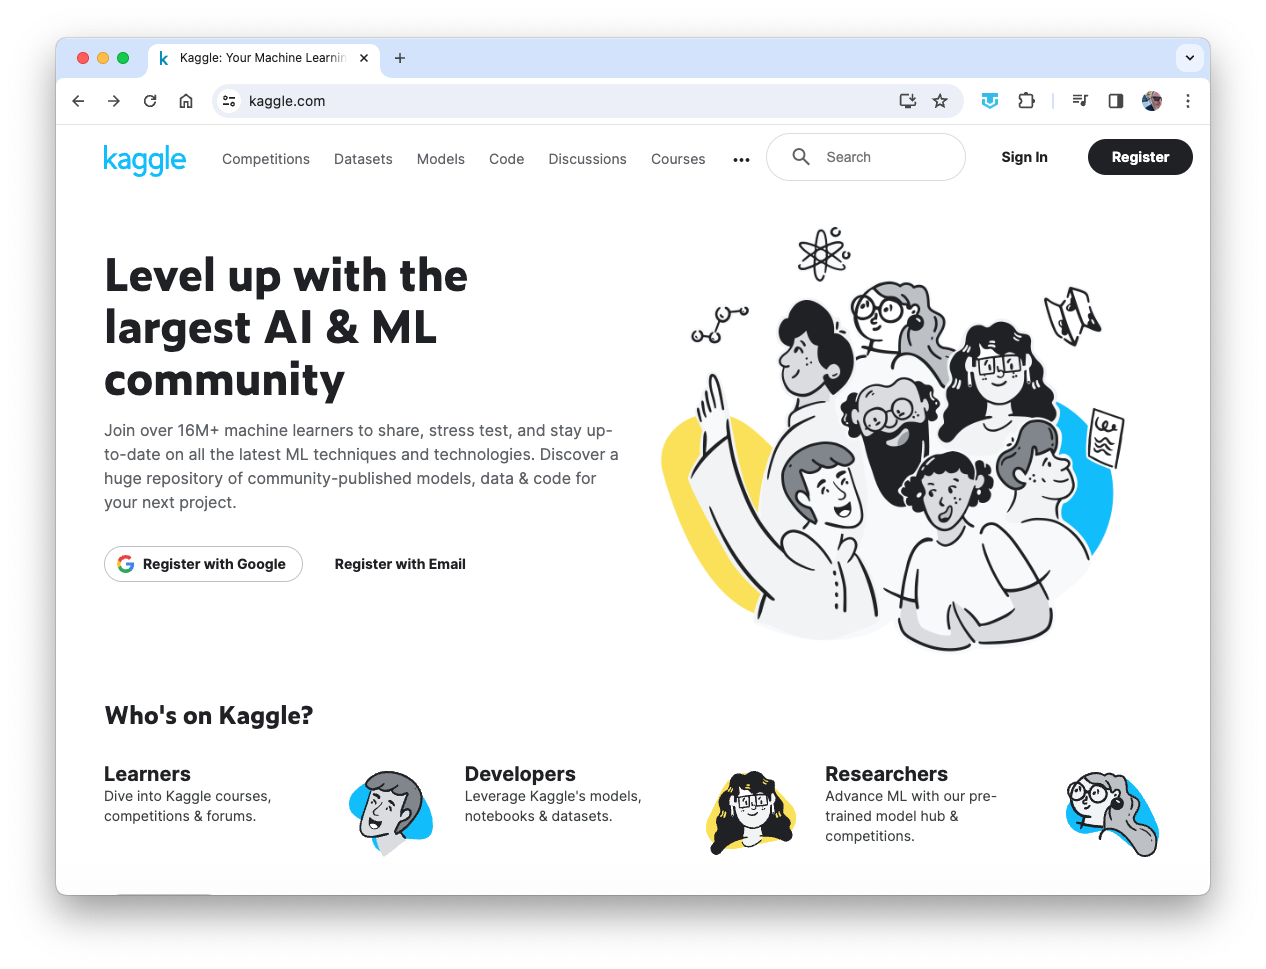 Kaggle: Your Machine Learnin
kaggle.com
kaggle
Competitions
Datasets
Models
Code
Discussions
Courses
Search
Sign In
Register
Level up with the
largest AI & ML
community
Join over 16M+ machine learners to share, stress test, and stay up-
to-date on all the latest ML techniques and technologies. Discover a
huge repository of community-published models, data & code for
your next project.
Register with Google
Register with Email
Who's on Kaggle?
Learners
Dive into Kaggle courses,
competitions & forums.
Developers
Leverage Kaggle's models,
notebooks & datasets.
Researchers
Advance ML with our pre-
trained model hub &
competitions.